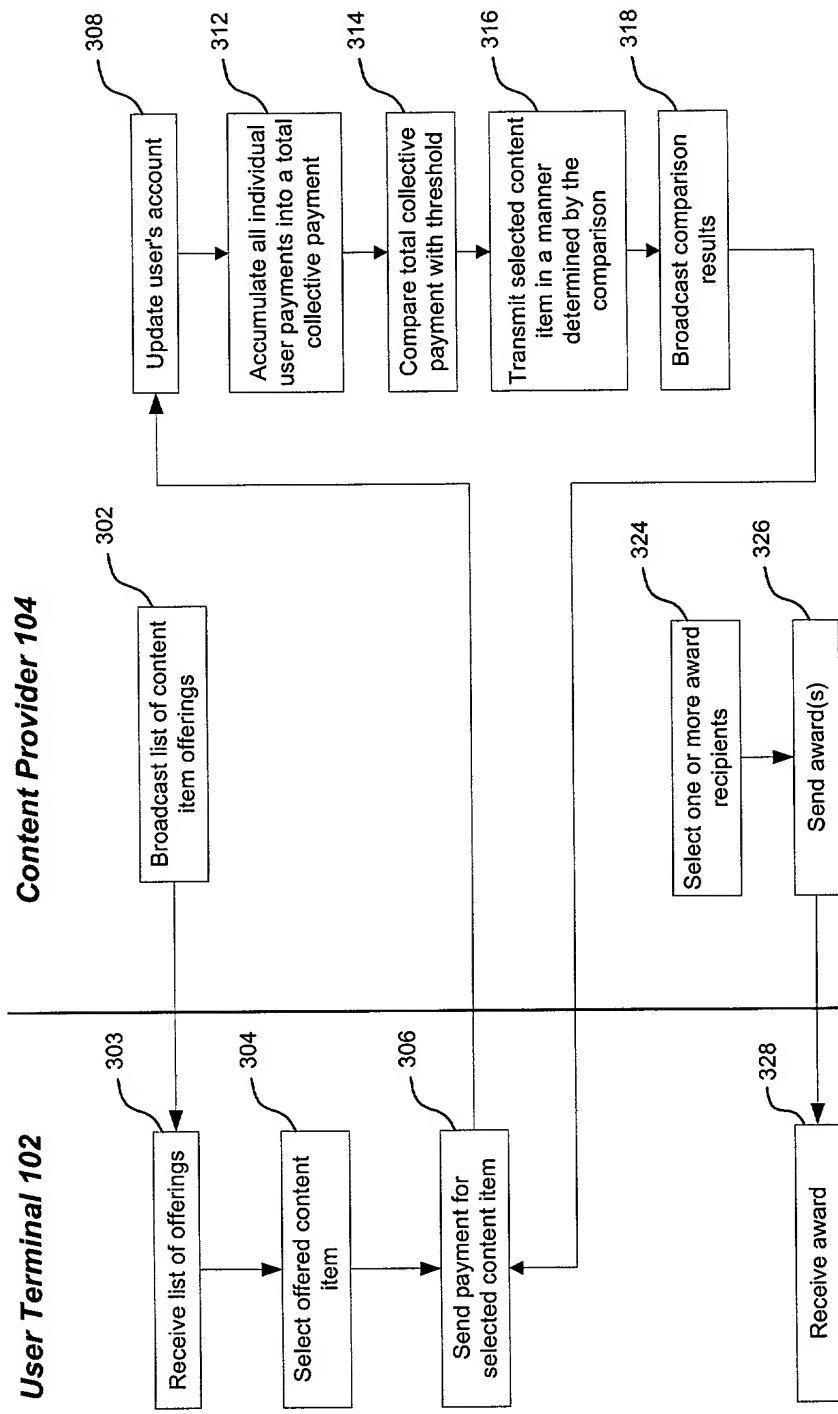 User Terminal 102
Content Provider 104
303
Receive list of offerings
304
Select offered content
item
306
Send payment for
selected content item
328
Receive award
302
Broadcast list of content
item offerings
308
Update user's account
312
Accumulate all individual
user payments into a total
collective payment
314
Compare total collective
payment with threshold
316
Transmit selected content
item in a manner
determined by the
comparison
318
Broadcast comparison
results
324
Select one or more award
recipients
326
Send award(s)